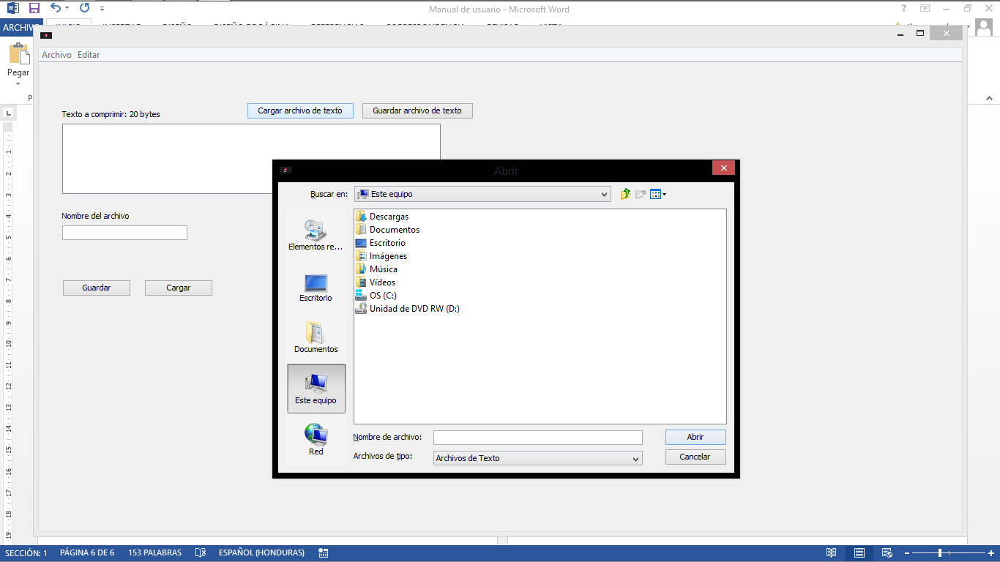 Manual de usuario - Microsoft Word
ARCHIV
Archivo Editar
Pegar
Texto a comprimir: 20 bytes
Cargar archivo de texto
Guardar archivo de texto
Abrir
Buscar en:
Este equipo
Descargas
Documentos
Escritorio
Imágenes
Música
Vídeos
OS (C:)
Unidad de DVD RW (D:)
Elementos re...
Escritorio
Documentos
Este equipo
Red
Nombre del archivo
Guardar
Cargar
Nombre de archivo:
Abrir
Archivos de tipo:
Archivos de Texto
Cancelar
SECCIÓN: 1 PÁGINA 6 DE 6 153 PALABRAS ESPAÑOL (HONDURAS)